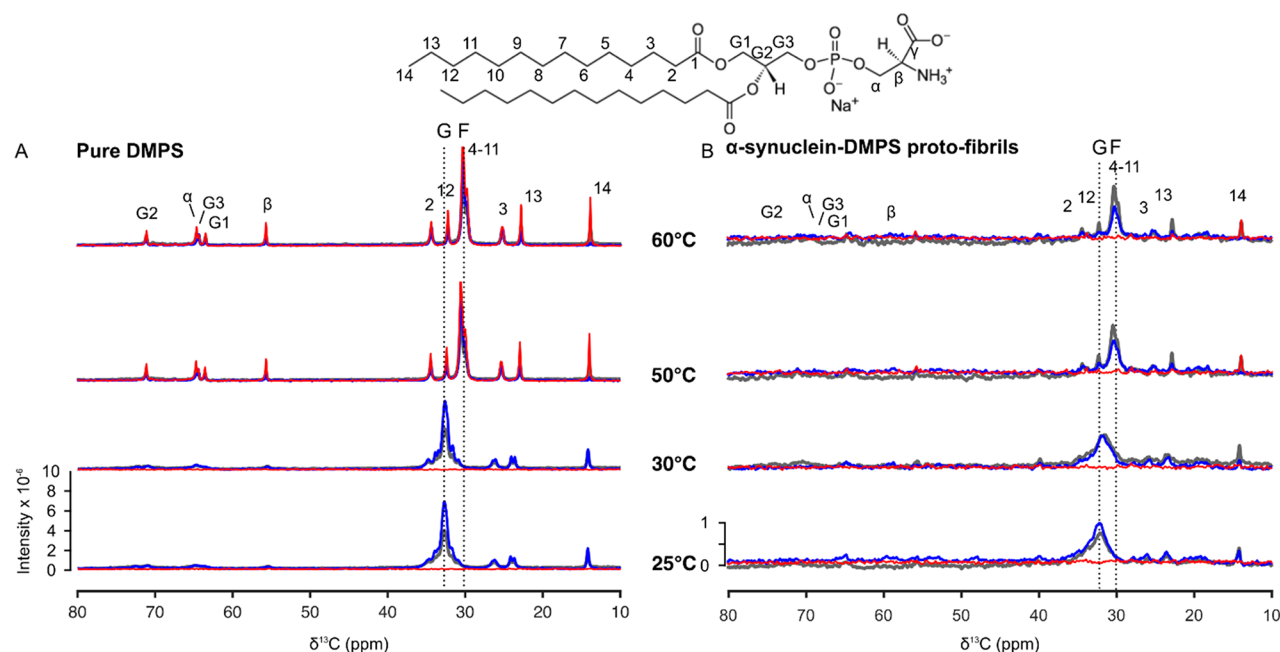 13 11 9 7 5 3 O G1 G3 O H O γ O⁻
14 12 10 8 6 4 2 1 O G2 O P O α β NH₃⁺
O H O⁻ Na⁺
O
A Pure DMPS
G F
4-11
G2 α G3 G1 β 2 12 3 13 14
60°C
50°C
30°C
25°C
Intensity x 10⁻⁶
10
8
6
4
2
0
80 70 60 50 40 30 20 10
δ¹³C (ppm)
B α-synuclein-DMPS proto-fibrils
G F
4-11
G2 α G3 G1 β 2 12 3 13 14
1
0
80 70 60 50 40 30 20 10
δ¹³C (ppm)